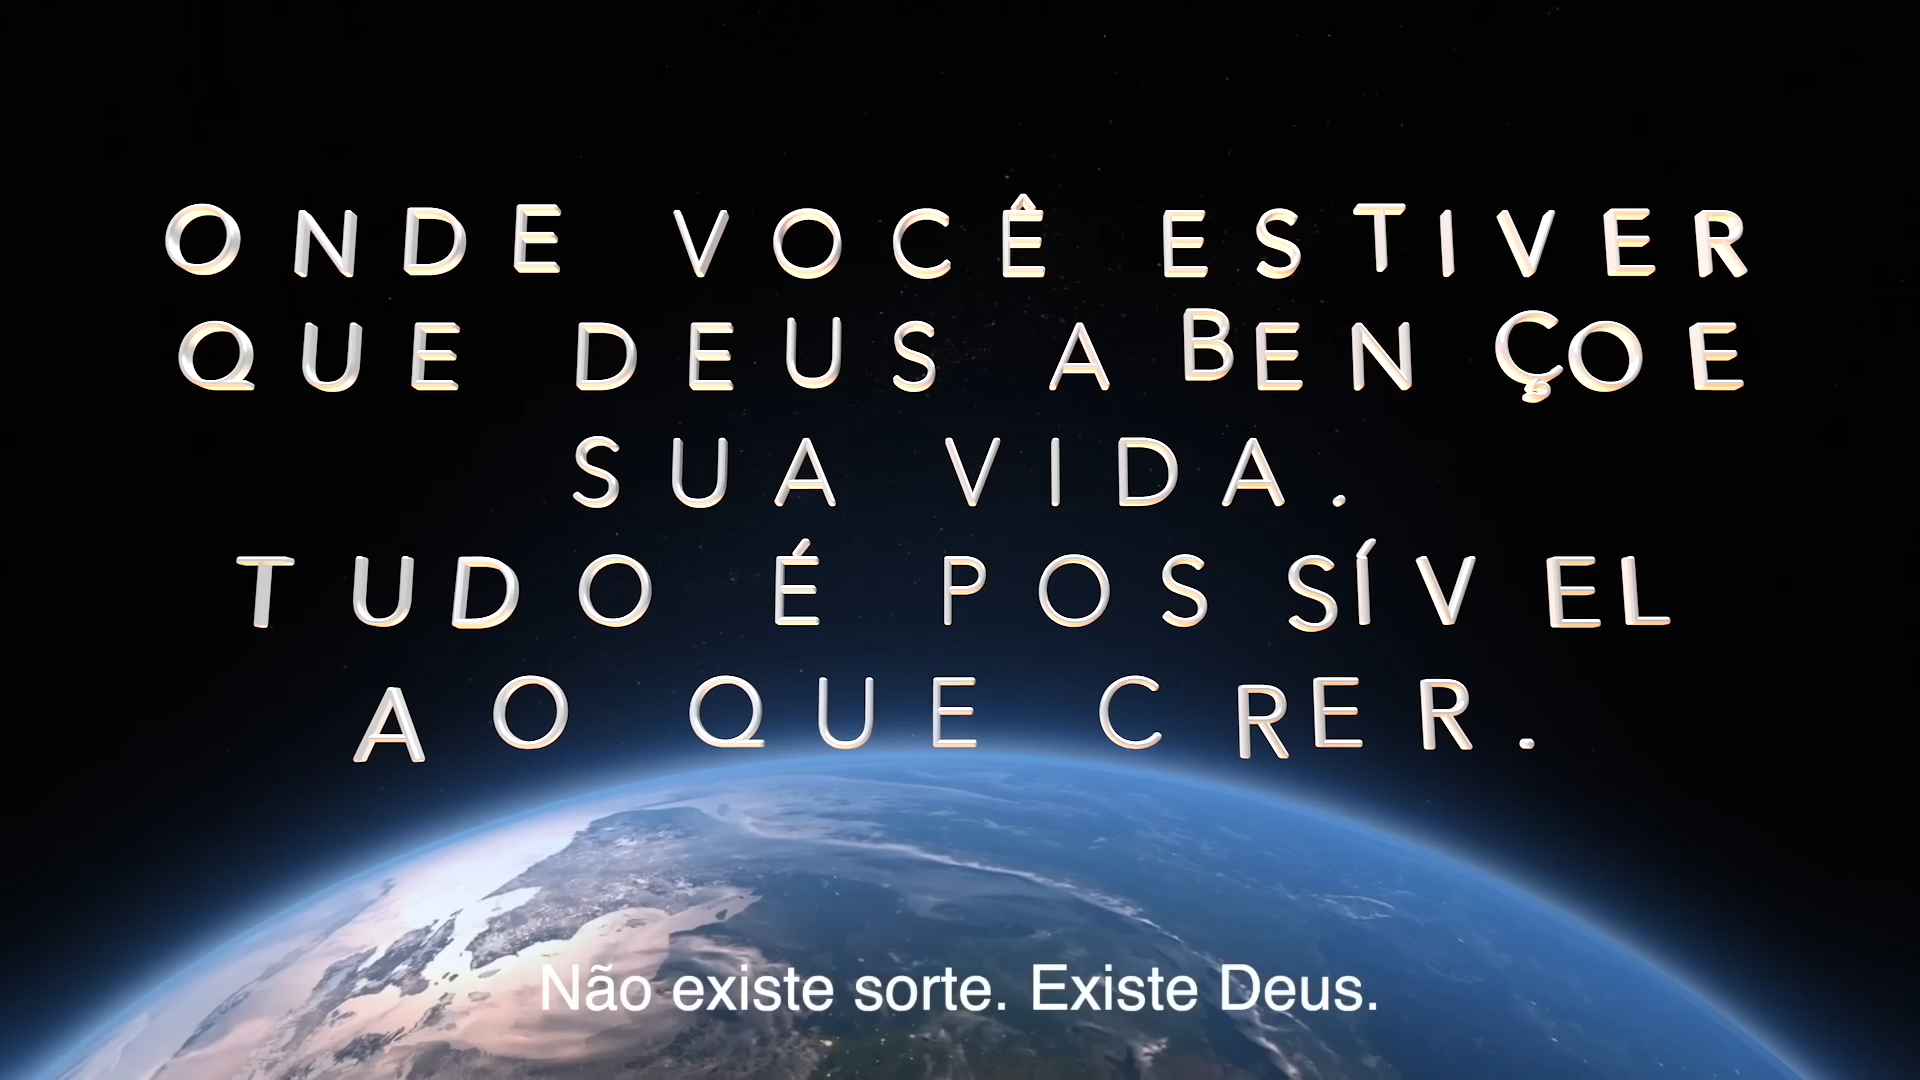 ONDE VOCÊ ESTIVER
QUE DEUS ABENÇOE
SUA VIDA.
TUDO É POSSÍVEL
AO QUE CRER.
Não existe sorte. Existe Deus.